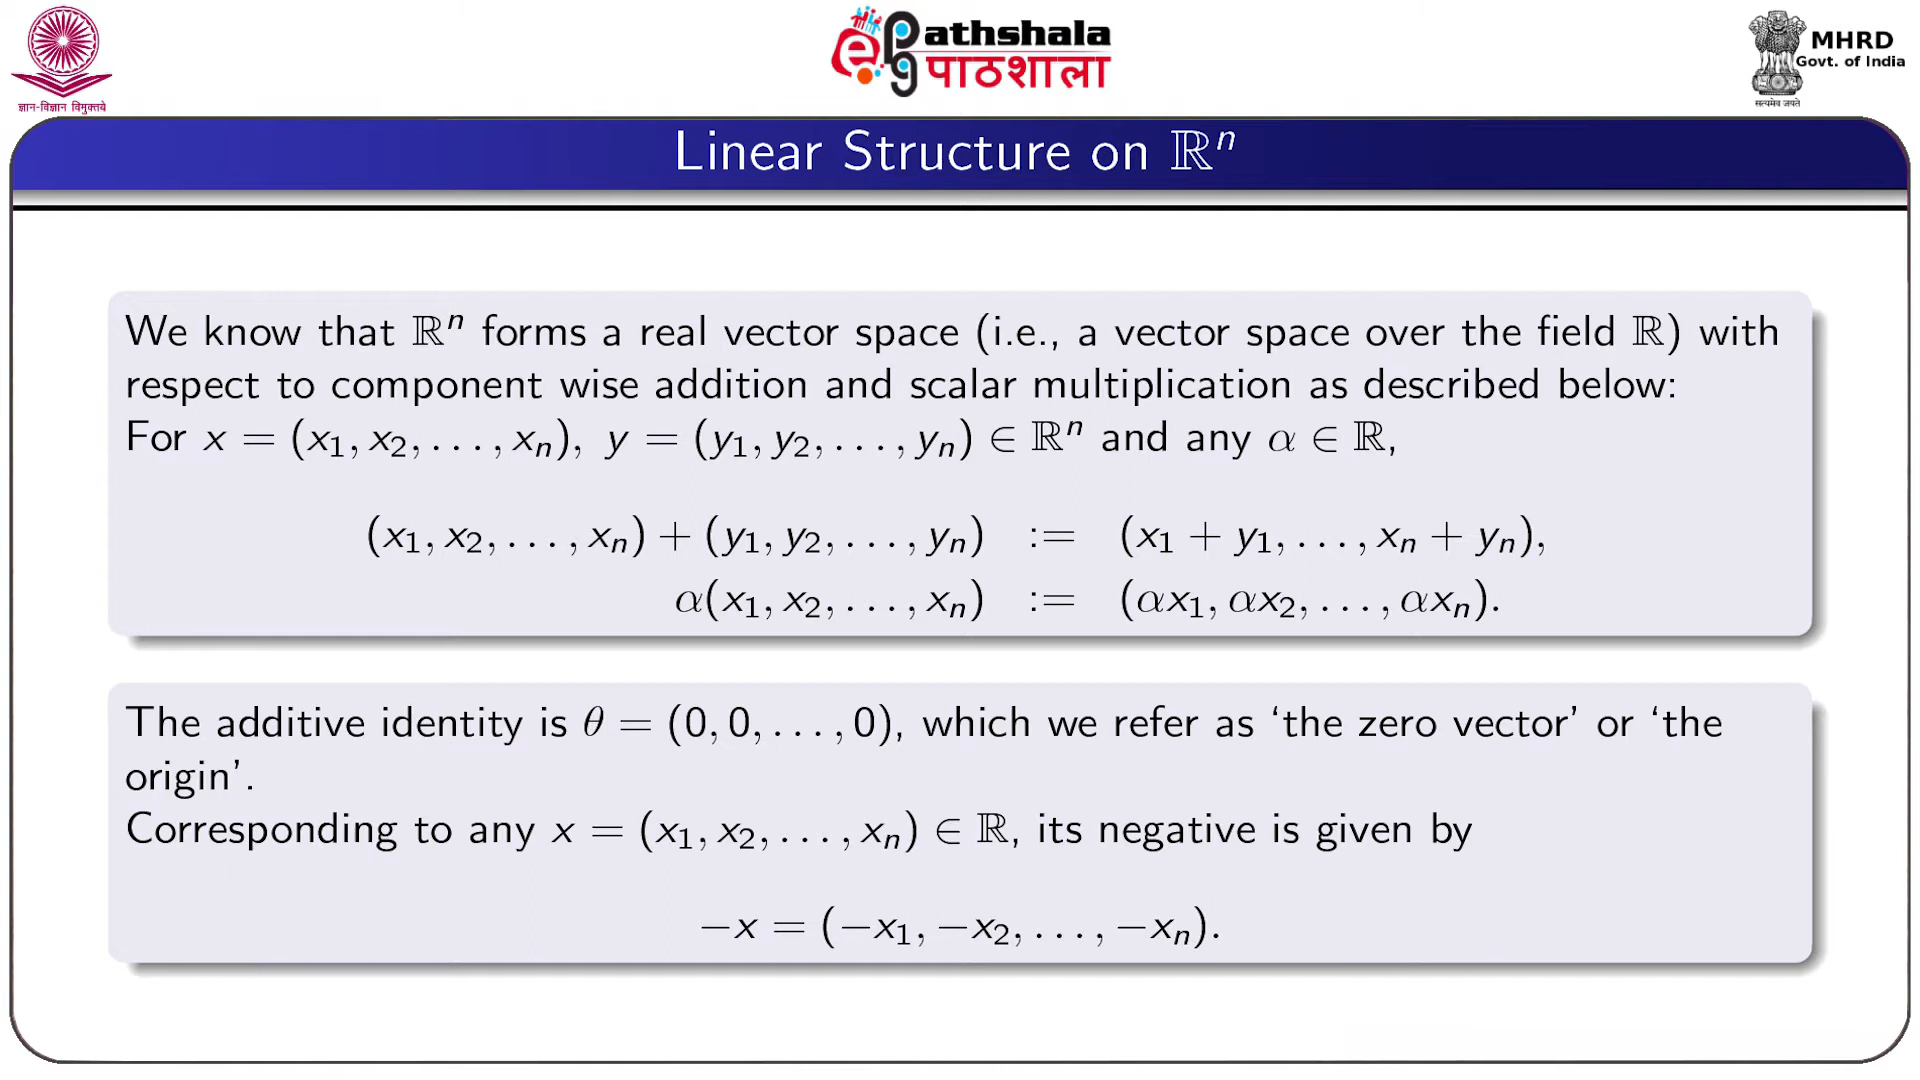 ज्ञान-विज्ञान विमुक्तये
ePG Pathshala
पाठशाला
सत्यमेव जयते
MHRD
Govt. of India
Linear Structure on ℝⁿ
We know that ℝⁿ forms a real vector space (i.e., a vector space over the field ℝ) with
respect to component wise addition and scalar multiplication as described below:
For x = (x₁, x₂, . . . , xₙ), y = (y₁, y₂, . . . , yₙ) ∈ ℝⁿ and any α ∈ ℝ,
(x₁, x₂, . . . , xₙ) + (y₁, y₂, . . . , yₙ) := (x₁ + y₁, . . . , xₙ + yₙ),
α(x₁, x₂, . . . , xₙ) := (αx₁, αx₂, . . . , αxₙ).
The additive identity is θ = (0, 0, . . . , 0), which we refer as ‘the zero vector’ or ‘the
origin’.
Corresponding to any x = (x₁, x₂, . . . , xₙ) ∈ ℝ, its negative is given by
−x = (−x₁, −x₂, . . . , −xₙ).